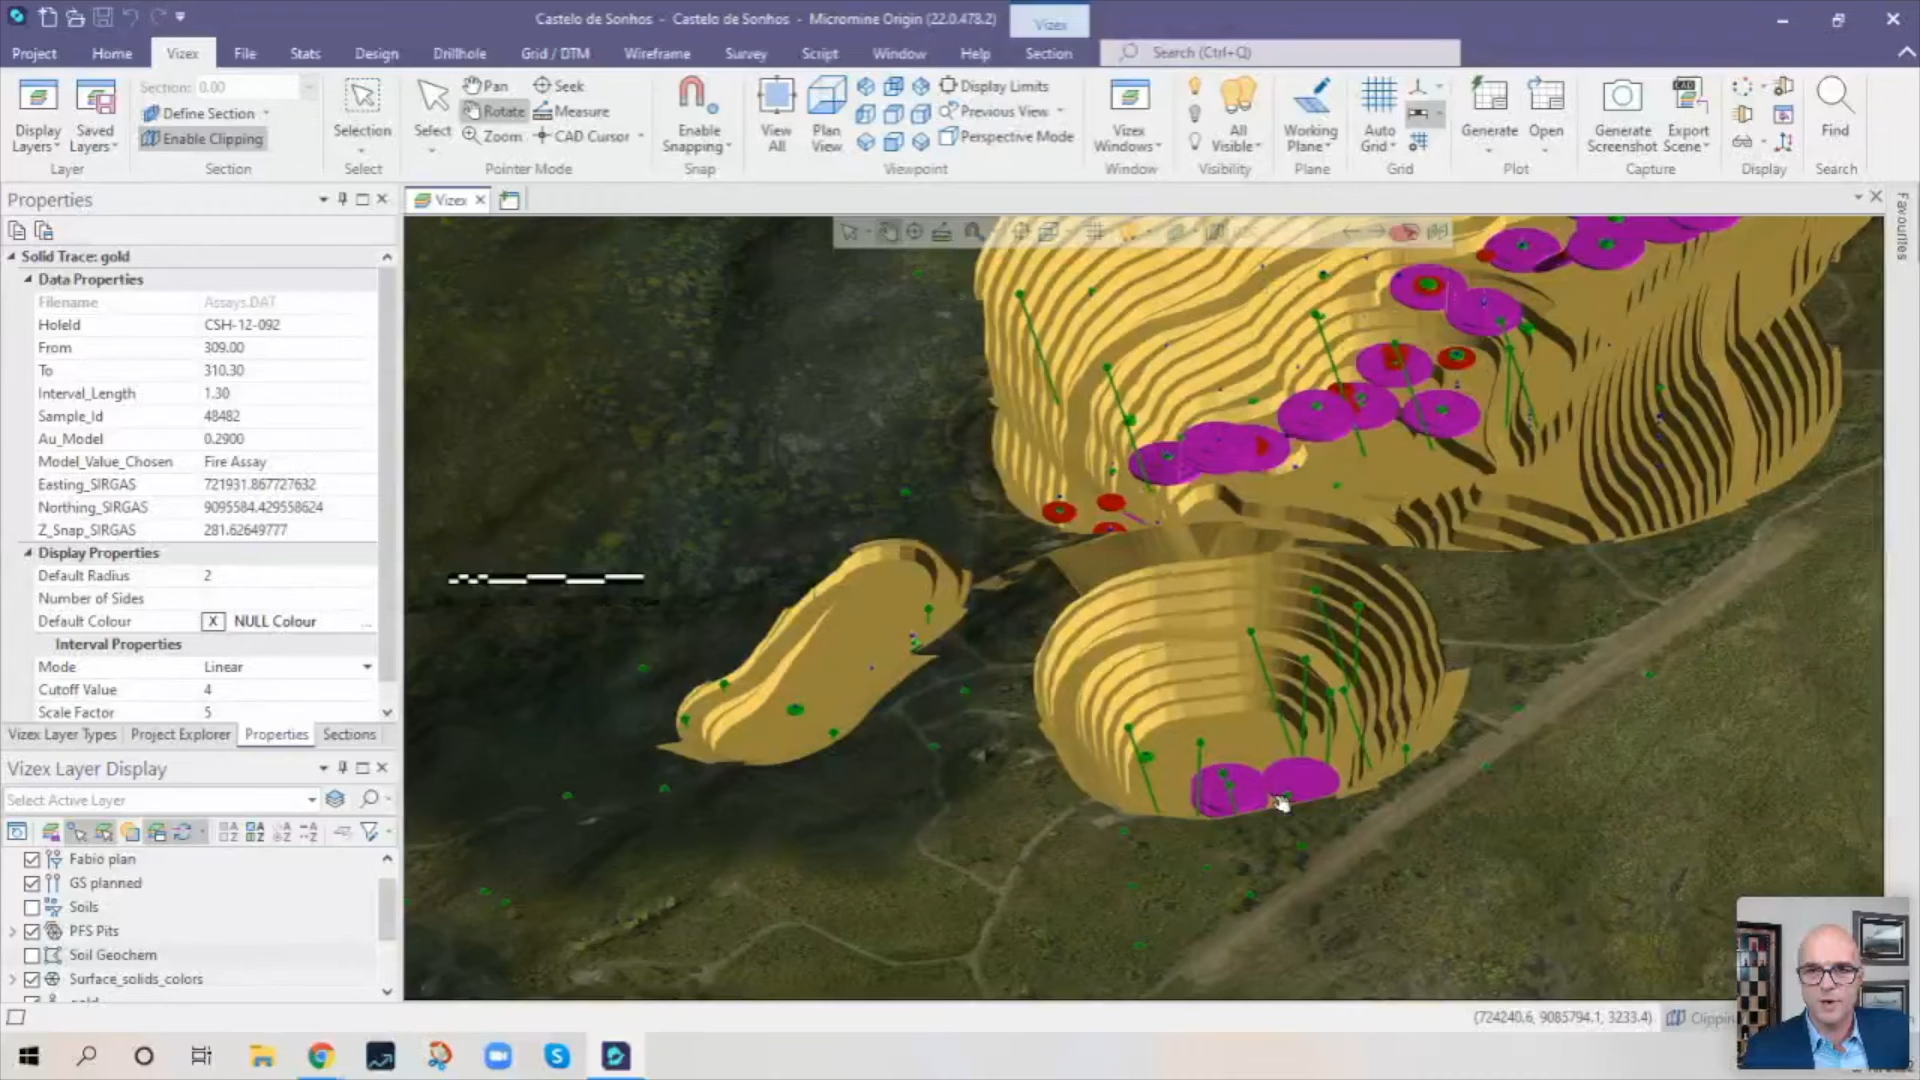 Castelo de Sonhos - Castelo de Sonhos - Micromine Origin (22.0.478.2)
Vizex
Project Home Vizex File Stats Design Drillhole Grid / DTM Wireframe Survey Script Window Help Section
Search (Ctrl+Q)
Display Layers
Saved Layers
Layer
Section: 0.00
Define Section
Enable Clipping
Section
Selection
Select
Select
Pan
Rotate
Zoom
Seek
Measure
CAD Cursor
Pointer Mode
Enable Snapping
Snap
View All
Plan View
Display Limits
Previous View
Perspective Mode
Viewpoint
Vizex Windows
Window
All Visible
Visibility
Working Plane
Plane
Auto Grid
Grid
Generate
Open
Plot
Generate Screenshot
Export Scene
Capture
Display
Find
Search
Properties
Vizex
Favourites
Solid Trace: gold
Data Properties
Filename Assays.DAT
HoleId CSH-12-092
From 309.00
To 310.30
Interval_Length 1.30
Sample_Id 48482
Au_Model 0.2900
Model_Value_Chosen Fire Assay
Easting_SIRGAS 721931.867727632
Northing_SIRGAS 9095584.429558624
Z_Snap_SIRGAS 281.62649777
Display Properties
Default Radius 2
Number of Sides
Default Colour X NULL Colour ...
Interval Properties
Mode Linear
Cutoff Value 4
Scale Factor 5
Vizex Layer Types Project Explorer Properties Sections
Vizex Layer Display
Select Active Layer
Fabio plan
GS planned
Soils
PFS Pits
Soil Geochem
Surface_solids_colors
(724240.6, 9085794.1, 3233.4)